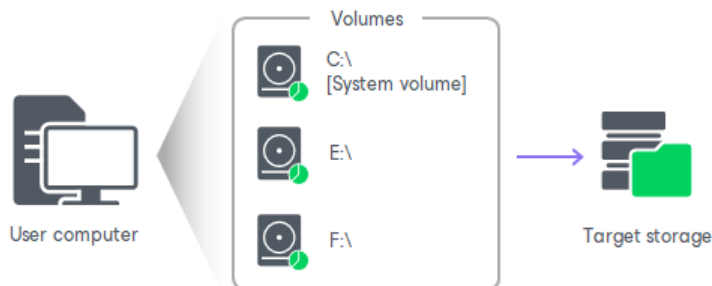 Volumes
C:\
[System volume]
E:\
F:\
User computer
Target storage